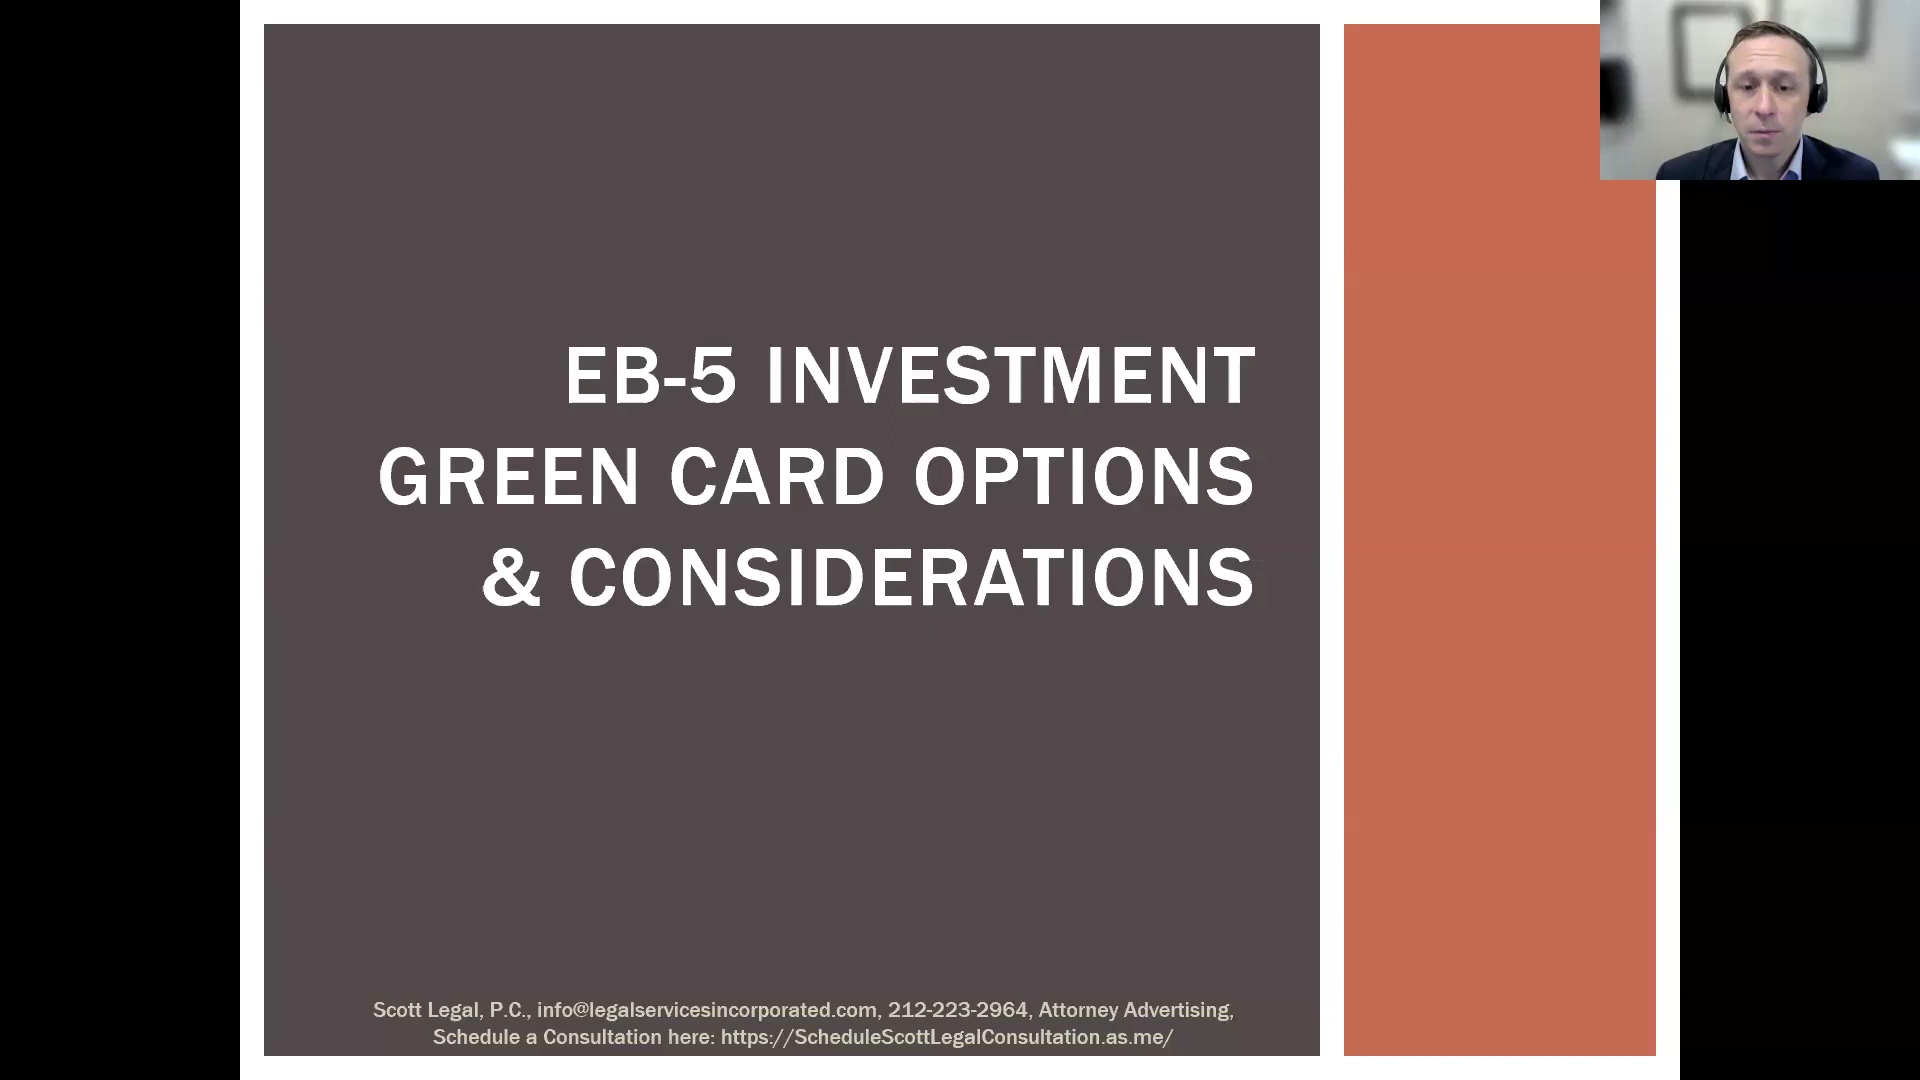 EB-5 INVESTMENT
GREEN CARD OPTIONS
& CONSIDERATIONS
Scott Legal, P.C., info@legalservicesincorporated.com, 212-223-2964, Attorney Advertising,
Schedule a Consultation here: https://ScheduleScottLegalConsultation.as.me/